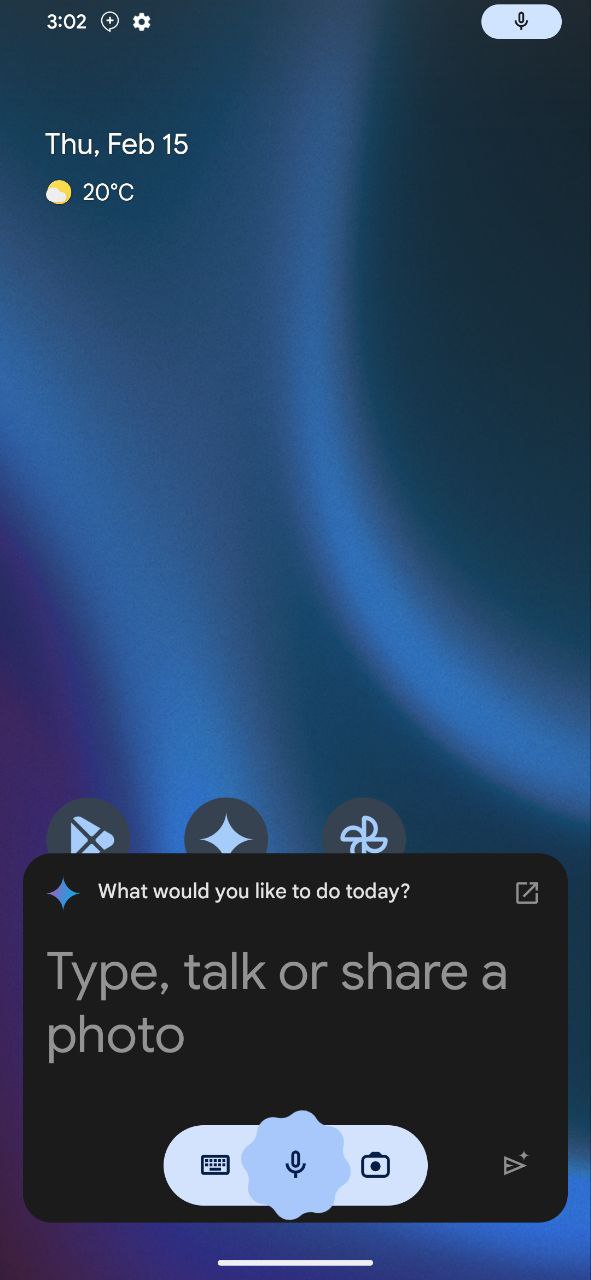 3:02
Thu, Feb 15
20°C
What would you like to do today?
Type, talk or share a
photo